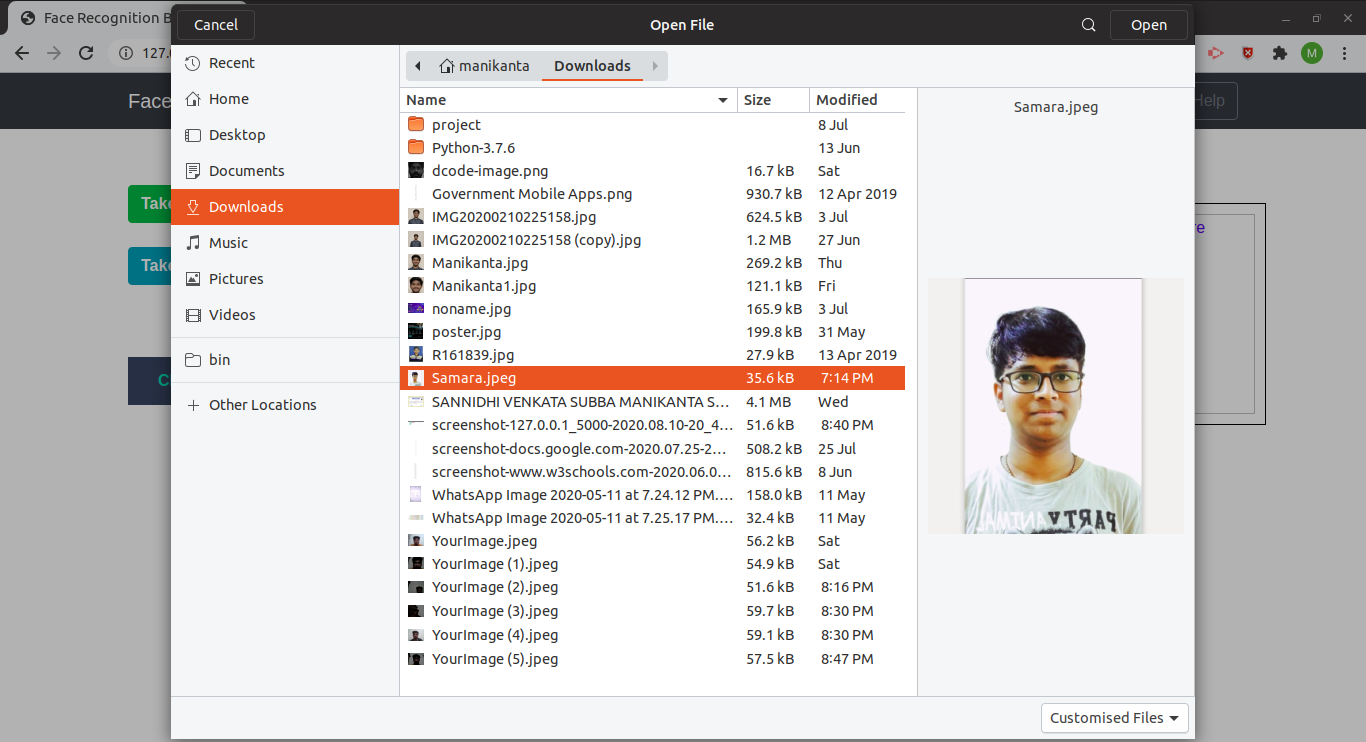 Face Recognition B
127.
Cancel
Open File
Open
M
Face
Help
Take
Take
C
re
Recent
Home
Desktop
Documents
Downloads
Music
Pictures
Videos
bin
Other Locations
manikanta Downloads
Name Size Modified
project 8 Jul
Python-3.7.6 13 Jun
dcode-image.png 16.7 kB Sat
Government Mobile Apps.png 930.7 kB 12 Apr 2019
IMG20200210225158.jpg 624.5 kB 3 Jul
IMG20200210225158 (copy).jpg 1.2 MB 27 Jun
Manikanta.jpg 269.2 kB Thu
Manikanta1.jpg 121.1 kB Fri
noname.jpg 165.9 kB 3 Jul
poster.jpg 199.8 kB 31 May
R161839.jpg 27.9 kB 13 Apr 2019
Samara.jpeg 35.6 kB 7:14 PM
SANNIDHI VENKATA SUBBA MANIKANTA S... 4.1 MB Wed
screenshot-127.0.0.1_5000-2020.08.10-20_4... 51.6 kB 8:40 PM
screenshot-docs.google.com-2020.07.25-2... 508.2 kB 25 Jul
screenshot-www.w3schools.com-2020.06.0... 815.6 kB 8 Jun
WhatsApp Image 2020-05-11 at 7.24.12 PM.... 158.0 kB 11 May
WhatsApp Image 2020-05-11 at 7.25.17 PM.... 32.4 kB 11 May
YourImage.jpeg 56.2 kB Sat
YourImage (1).jpeg 54.9 kB Sat
YourImage (2).jpeg 51.6 kB 8:16 PM
YourImage (3).jpeg 59.7 kB 8:30 PM
YourImage (4).jpeg 59.1 kB 8:30 PM
YourImage (5).jpeg 57.5 kB 8:47 PM
Samara.jpeg
PARTY
ANIMAL
Customised Files